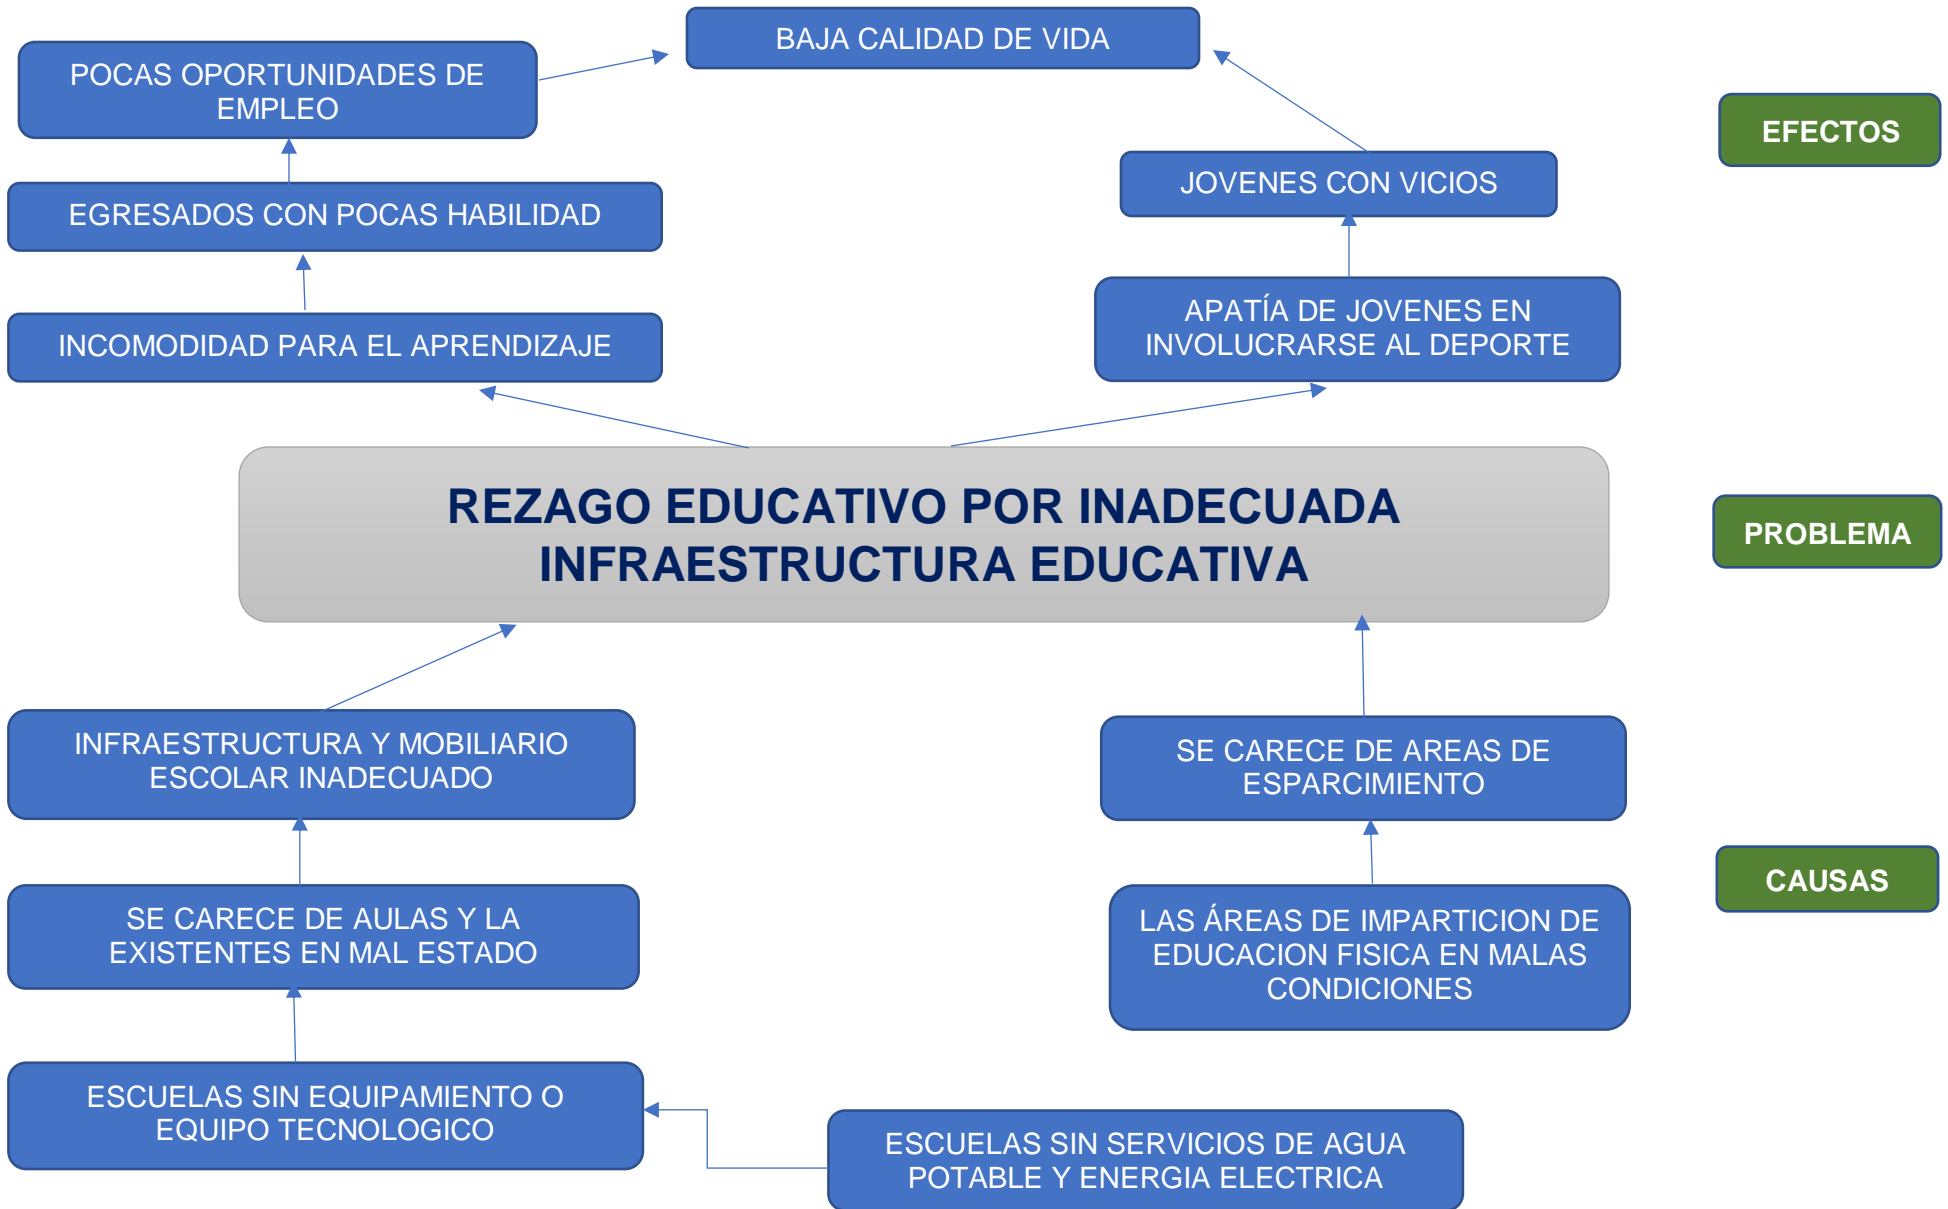 BAJA CALIDAD DE VIDA
POCAS OPORTUNIDADES DE
EMPLEO
EFECTOS
JOVENES CON VICIOS
EGRESADOS CON POCAS HABILIDAD
APATÍA DE JOVENES EN
INVOLUCRARSE AL DEPORTE
INCOMODIDAD PARA EL APRENDIZAJE
REZAGO EDUCATIVO POR INADECUADA
INFRAESTRUCTURA EDUCATIVA
PROBLEMA
INFRAESTRUCTURA Y MOBILIARIO
ESCOLAR INADECUADO
SE CARECE DE AREAS DE
ESPARCIMIENTO
CAUSAS
SE CARECE DE AULAS Y LA
EXISTENTES EN MAL ESTADO
LAS ÁREAS DE IMPARTICION DE
EDUCACION FISICA EN MALAS
CONDICIONES
ESCUELAS SIN EQUIPAMIENTO O
EQUIPO TECNOLOGICO
ESCUELAS SIN SERVICIOS DE AGUA
POTABLE Y ENERGIA ELECTRICA